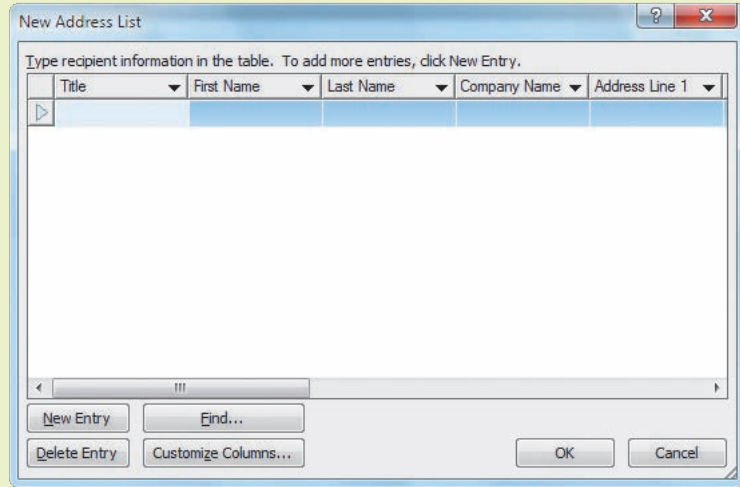 New Address List
Type recipient information in the table. To add more entries, click New Entry.
Title First Name Last Name Company Name Address Line 1
New Entry Find...
Delete Entry Customize Columns... OK Cancel